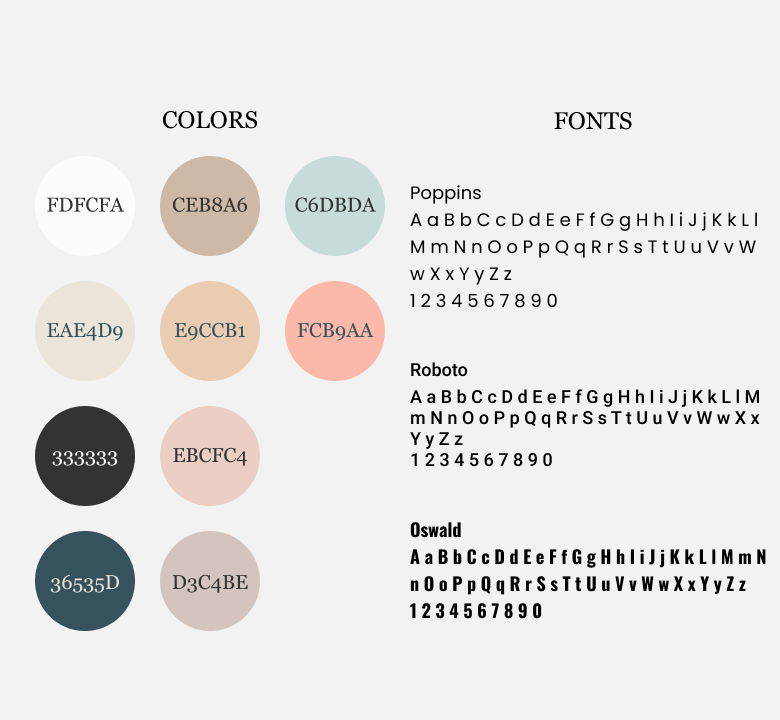 COLORS
FDFCFA
CEB8A6
C6DBDA
EAE4D9
E9CCB1
FCB9AA
333333
EBCFC4
36535D
D3C4BE
FONTS
Poppins
A a B b C c D d E e F f G g H h I i J j K k L l
M m N n O o P p Q q R r S s T t U u V v W
w X x Y y Z z
1 2 3 4 5 6 7 8 9 0
Roboto
A a B b C c D d E e F f G g H h I i J j K k L l M
m N n O o P p Q q R r S s T t U u V v W w X x
Y y Z z
1 2 3 4 5 6 7 8 9 0
Oswald
A a B b C c D d E e F f G g H h I i J j K k L l M m N
n O o P p Q q R r S s T t U u V v W w X x Y y Z z
1 2 3 4 5 6 7 8 9 0